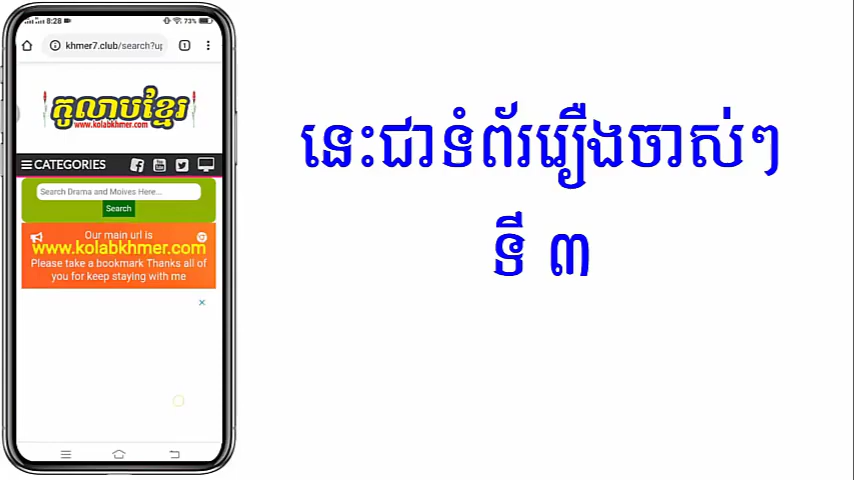 8:28
73%
khmer7.club/search?up
1
កូលាបខ្មែរ
www.kolabkhmer.com
CATEGORIES
Search Drama and Moives Here...
Search
Our main url is
www.kolabkhmer.com
Please take a bookmark Thanks all of
you for keep staying with me
នេះជាទំព័ររឿងចាស់ៗ
ទី ៣